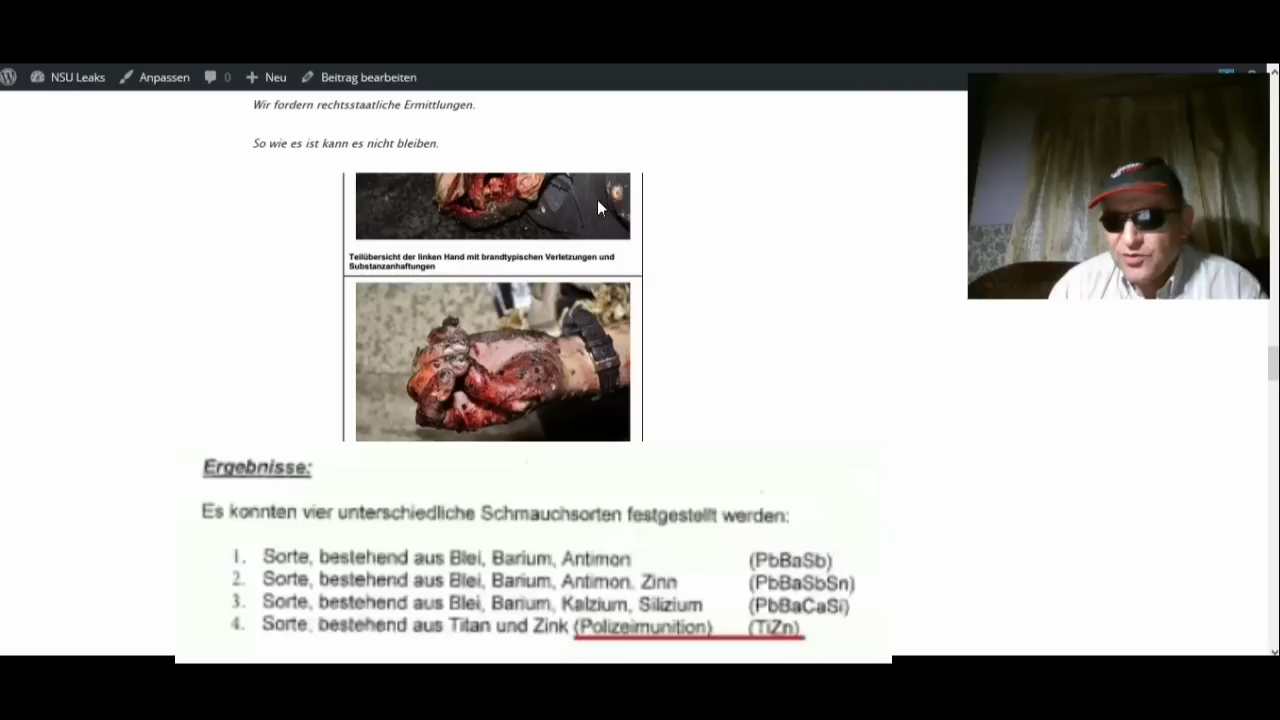 NSU Leaks Anpassen 0 Neu Beitrag bearbeiten
Wir fordern rechtsstaatliche Ermittlungen.
So wie es ist kann es nicht bleiben.
Teilübersicht der linken Hand mit brandtypischen Verletzungen und
Substanzanhaftungen
Ergebnisse:
Es konnten vier unterschiedliche Schmauchsorten festgestellt werden:
1. Sorte, bestehend aus Blei, Barium, Antimon (PbBaSb)
2. Sorte, bestehend aus Blei, Barium, Antimon. Zinn (PbBaSbSn)
3. Sorte, bestehend aus Blei, Barium, Kalzium, Silizium (PbBaCaSi)
4. Sorte, bestehend aus Titan und Zink (Polizeimunition) (TiZn)